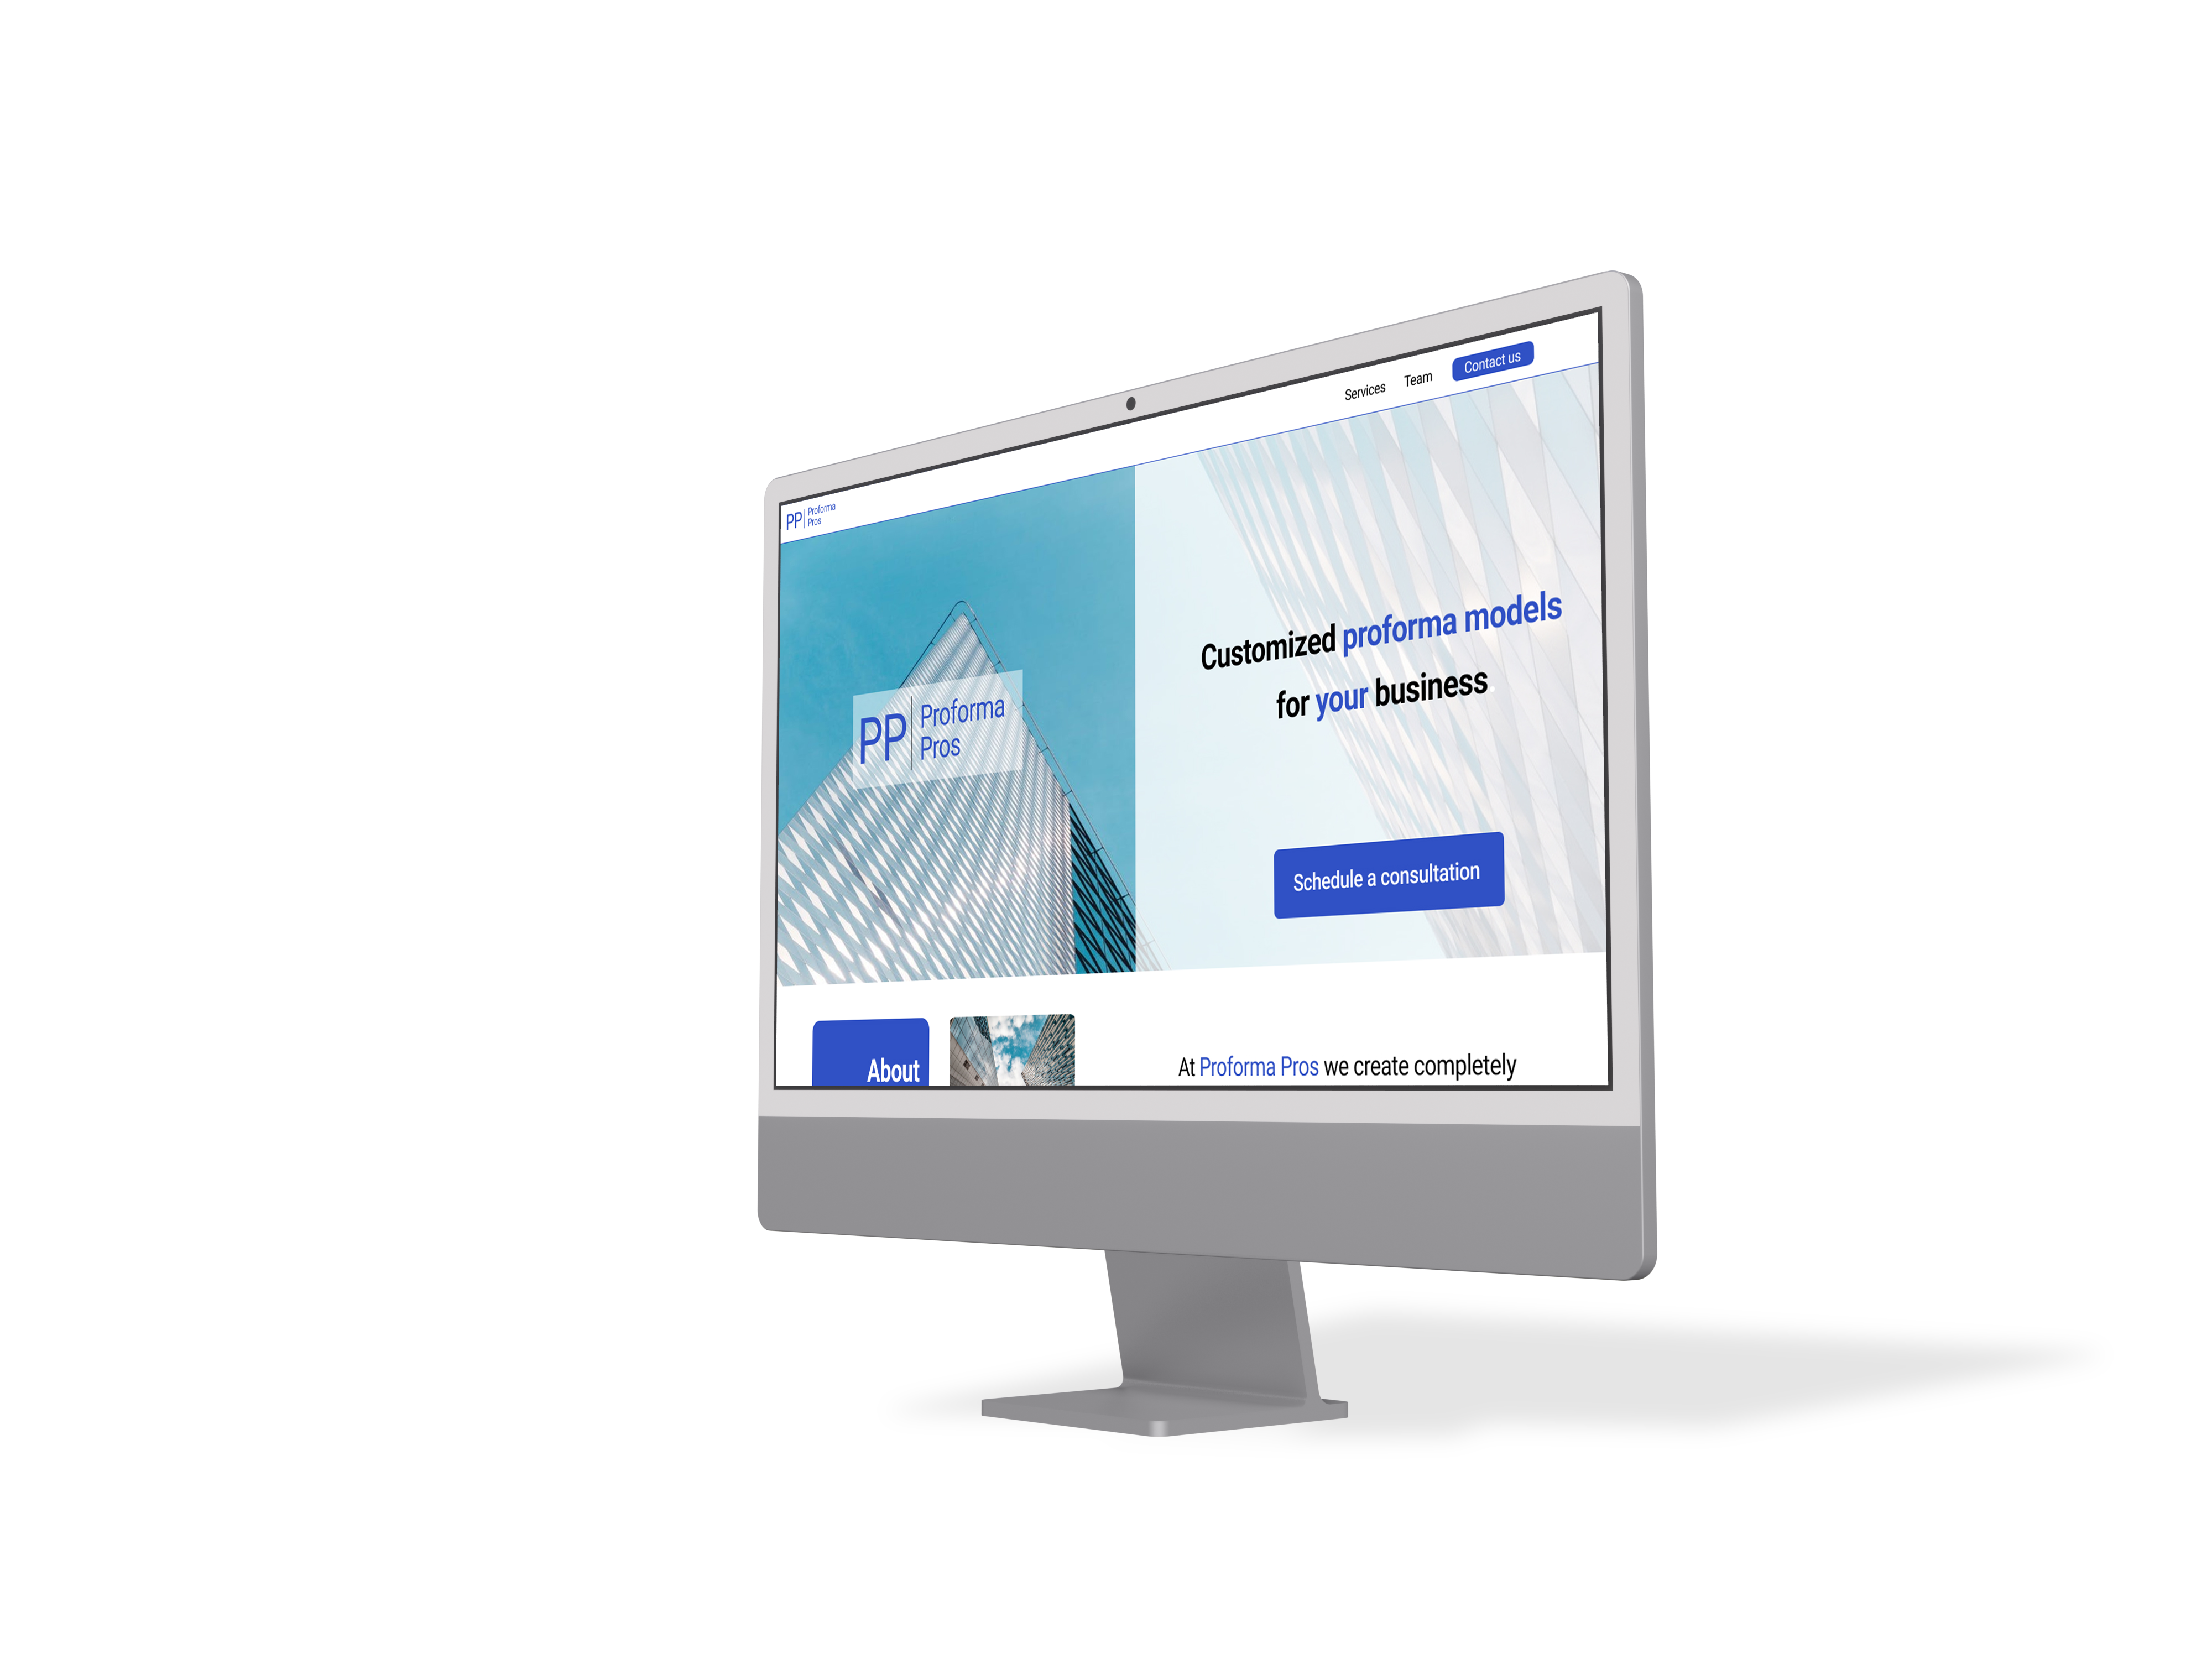 PP Proforma
Pros
Services Team Contact us
PP Proforma
Pros
Customized proforma models
for your business
Schedule a consultation
About
At Proforma Pros we create completely